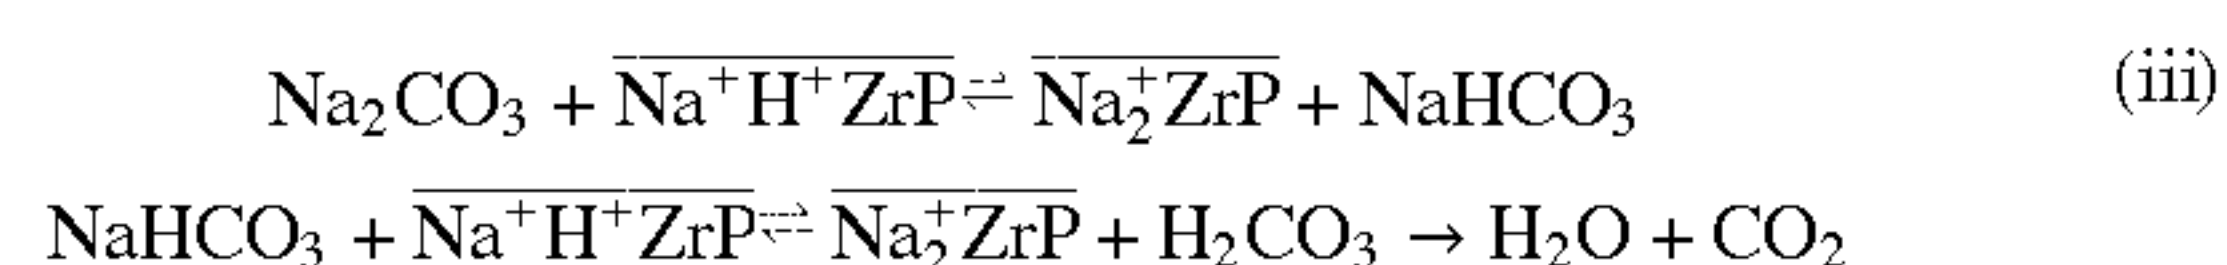 Na₂CO₃ + Na⁺H⁺ZrP ⇌ Na₂⁺ZrP + NaHCO₃ (iii)
NaHCO₃ + Na⁺H⁺ZrP ⇌ Na₂⁺ZrP + H₂CO₃ → H₂O + CO₂